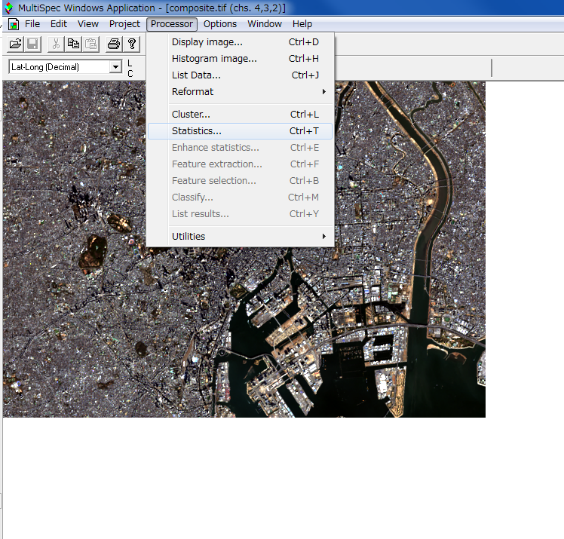 MultiSpec Windows Application - [composite.tif (chs. 4,3,2)]
File Edit View Project Processor Options Window Help
Display image... Ctrl+D
Histogram image... Ctrl+H
List Data... Ctrl+J
Reformat
Lat-Long (Decimal) L
C
Cluster... Ctrl+L
Statistics... Ctrl+T
Enhance statistics... Ctrl+E
Feature extraction... Ctrl+F
Feature selection... Ctrl+B
Classify... Ctrl+M
List results... Ctrl+Y
Utilities